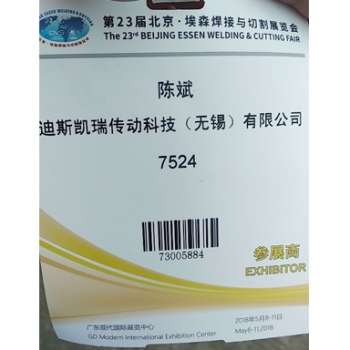 第23届北京·埃森焊接与切割展览会
The 23rd BEIJING ESSEN WELDING & CUTTING FAIR
陈斌
迪斯凯瑞传动科技（无锡）有限公司
7524
73005884
参展商
EXHIBITOR
广东现代国际展览中心
GD Modern International Exhibition Center
2018年5月8-11日
May8-11,2018